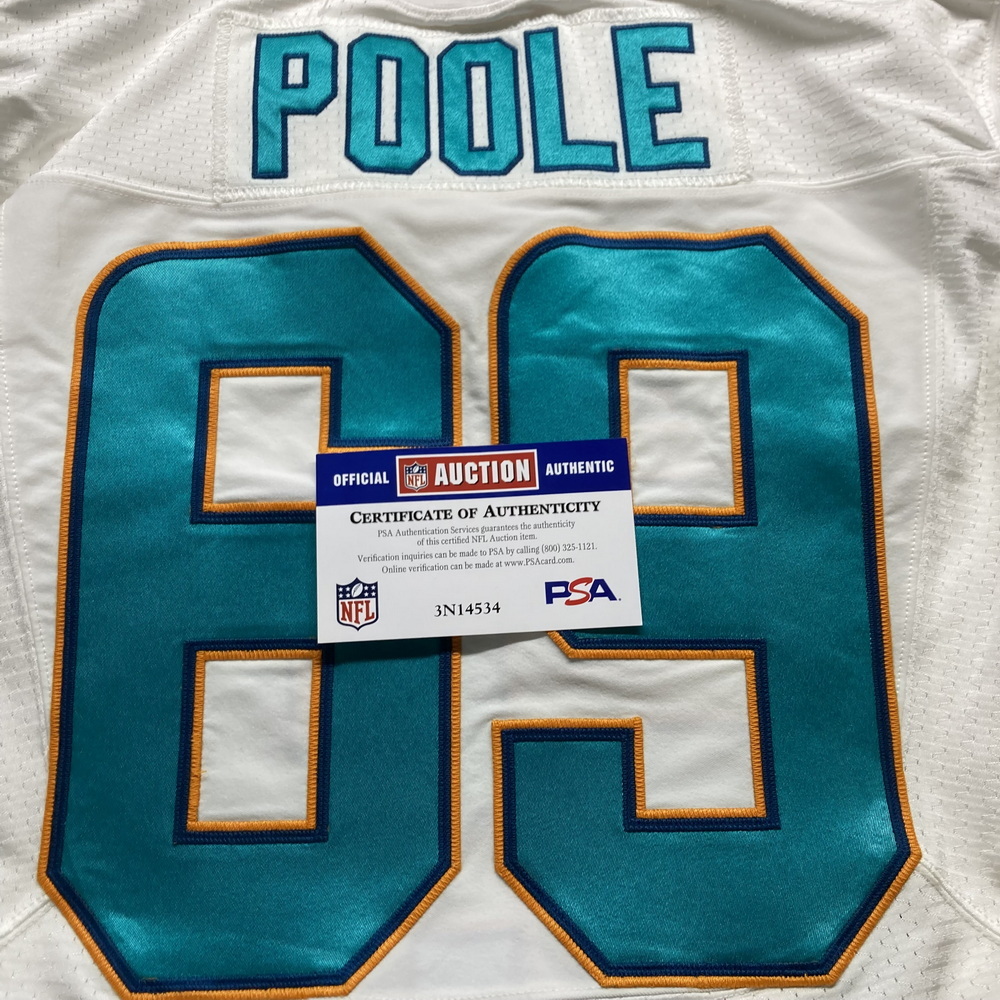 POOLE
69
OFFICIAL NFL AUCTION AUTHENTIC
CERTIFICATE OF AUTHENTICITY
PSA Authentication Services guarantees the authenticity
of this certified NFL Auction item.
Verification inquiries can be made to PSA by calling (800) 325-1121.
Online verification can be made at www.PSAcard.com.
NFL 3N14534 PSA.